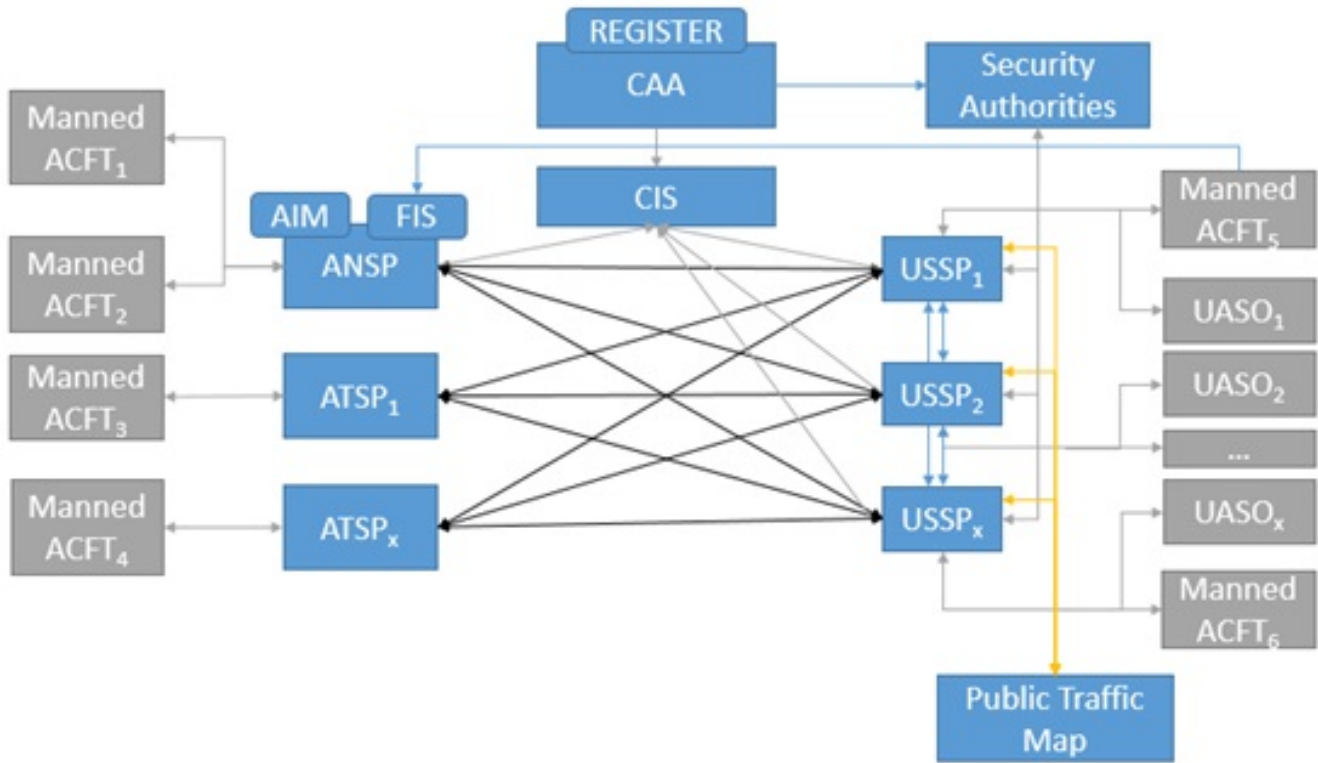 REGISTER
CAA
Security
Authorities
Manned
ACFT₁
CIS
Manned
ACFT₅
AIM
FIS
ANSP
Manned
ACFT₂
USSP₁
UASO₁
Manned
ACFT₃
ATSP₁
USSP₂
UASO₂
...
Manned
ACFT₄
ATSPₓ
USSPₓ
UASOₓ
Manned
ACFT₆
Public Traffic
Map